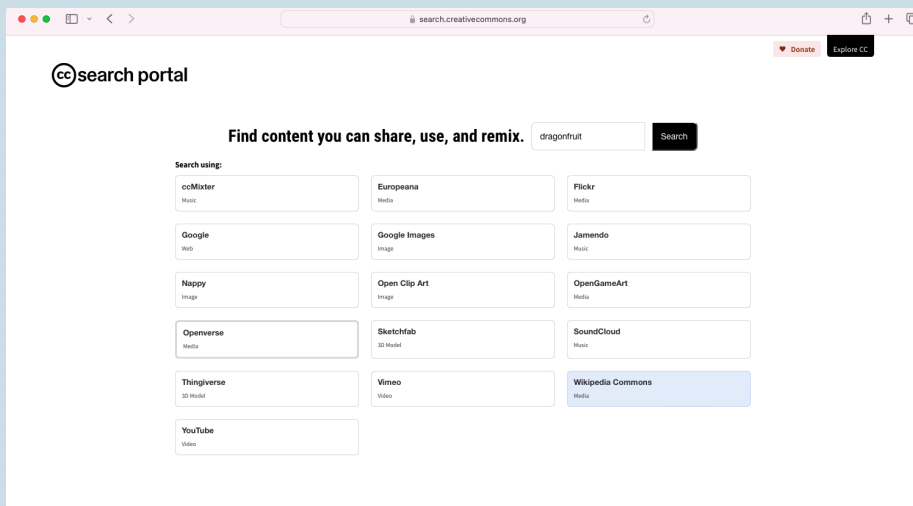 search.creativecommons.org
Donate
Explore CC
cc search portal
Find content you can share, use, and remix.
dragonfruit
Search
Search using:
ccMixter
Music
Europeana
Media
Flickr
Media
Google
Web
Google Images
Image
Jamendo
Music
Nappy
Image
Open Clip Art
Image
OpenGameArt
Media
Openverse
Media
Sketchfab
3D Model
SoundCloud
Music
Thingiverse
3D Model
Vimeo
Video
Wikipedia Commons
Media
YouTube
Video